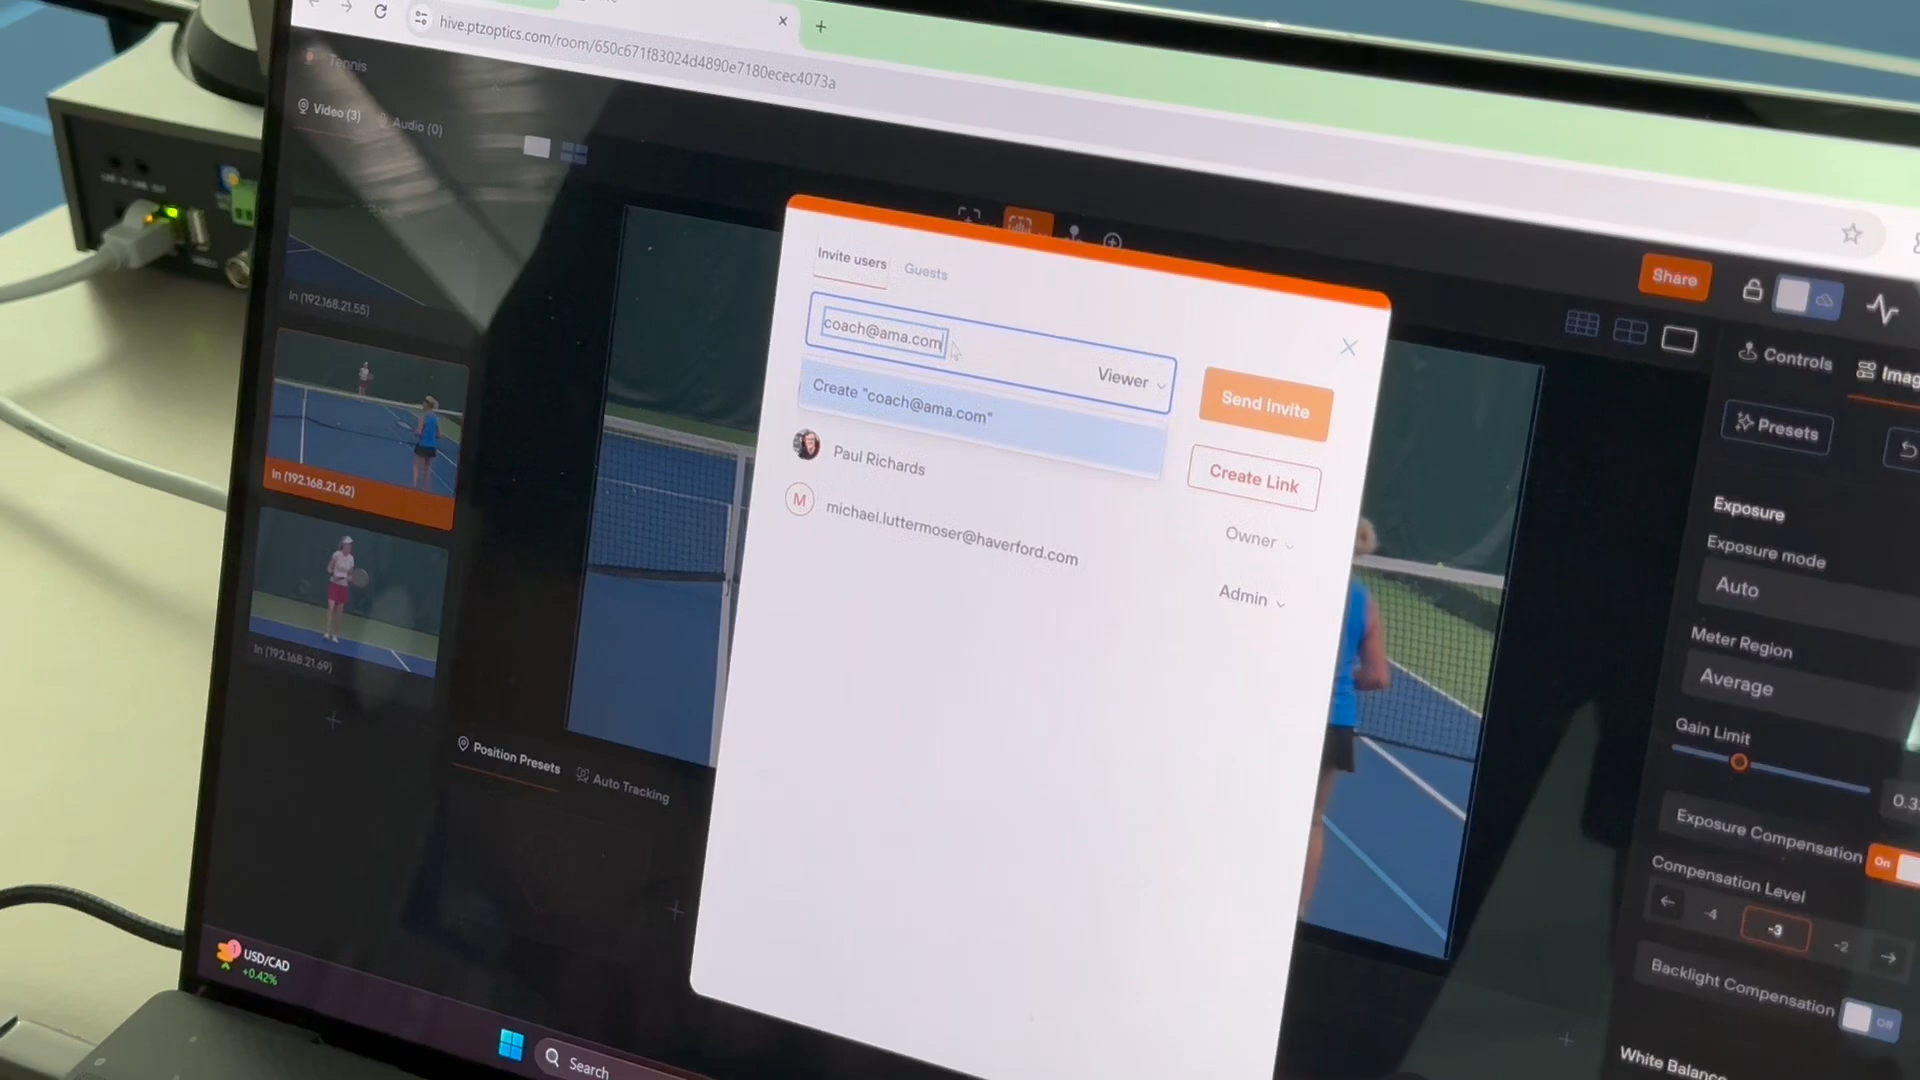 hive.ptzoptics.com/room/650c671f83024d4890e7180ecec4073a
Tennis
Video (3)
Audio (0)
In (192.168.21.55)
In (192.168.21.62)
In (192.168.21.69)
Position Presets
Auto Tracking
Invite users
Guests
coach@ama.com
Viewer
Send Invite
Create "coach@ama.com"
Create Link
Paul Richards
Owner
M
michael.luttermoser@haverford.com
Admin
Share
Controls
Imag
Presets
Exposure
Exposure mode
Auto
Meter Region
Average
Gain Limit
0.3
Exposure Compensation
On
Compensation Level
-4
-3
-2
Backlight Compensation
Off
White Balance
1
USD/CAD
+0.42%
Search